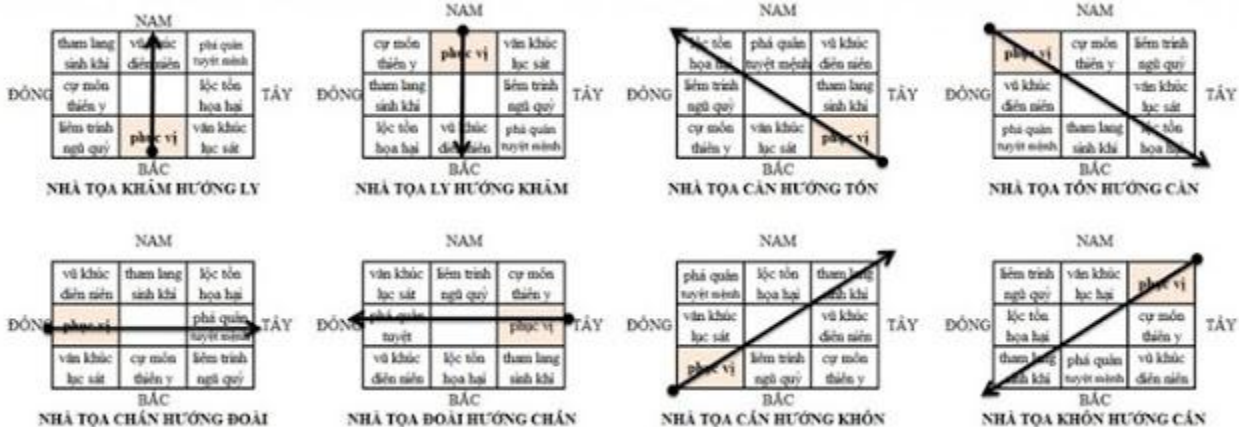 NAM
tham lang vũ khúc phá quân
sinh khí diên niên tuyệt mệnh
cự môn lộc tồn
ĐÔNG TÂY
thiên y họa hại
liêm trinh phục vị văn khúc
ngũ quỷ lục sát
BẮC
NHÀ TỌA KHẢM HƯỚNG LY
NAM
cự môn phục vị văn khúc
thiên y lục sát
tham lang liêm trinh
ĐÔNG TÂY
sinh khí ngũ quỷ
lộc tồn vũ khúc phá quân
họa hại diên niên tuyệt mệnh
BẮC
NHÀ TỌA LY HƯỚNG KHẢM
NAM
lộc tồn phá quân vũ khúc
họa hại tuyệt mệnh diên niên
liêm trinh tham lang
ĐÔNG TÂY
ngũ quỷ sinh khí
cự môn văn khúc phục vị
thiên y lục sát
BẮC
NHÀ TỌA CÀN HƯỚNG TỐN
NAM
phục vị cự môn liêm trinh
thiên y ngũ quỷ
vũ khúc văn khúc
ĐÔNG TÂY
diên niên lục sát
phá quân tham lang lộc tồn
tuyệt mệnh sinh khí họa hại
BẮC
NHÀ TỌA TỐN HƯỚNG CÀN
NAM
vũ khúc tham lang lộc tồn
diên niên sinh khí họa hại
ĐÔNG phục vị phá quân TÂY
tuyệt mệnh
văn khúc cự môn liêm trinh
lục sát thiên y ngũ quỷ
BẮC
NHÀ TỌA CHẤN HƯỚNG ĐOÀI
NAM
văn khúc liêm trinh cự môn
lục sát ngũ quỷ thiên y
ĐÔNG phá quân phục vị TÂY
tuyệt
vũ khúc lộc tồn tham lang
diên niên họa hại sinh khí
BẮC
NHÀ TỌA ĐOÀI HƯỚNG CHẤN
NAM
phá quân lộc tồn tham lang
tuyệt mệnh họa hại sinh khí
văn khúc vũ khúc
ĐÔNG TÂY
lục sát diên niên
phục vị liêm trinh cự môn
ngũ quỷ thiên y
BẮC
NHÀ TỌA CẤN HƯỚNG KHÔN
NAM
liêm trinh văn khúc phục vị
ngũ quỷ lục hại
lộc tồn cự môn
ĐÔNG TÂY
họa hại thiên y
tham lang phá quân vũ khúc
sinh khí tuyệt mệnh diên niên
BẮC
NHÀ TỌA KHÔN HƯỚNG CẤN